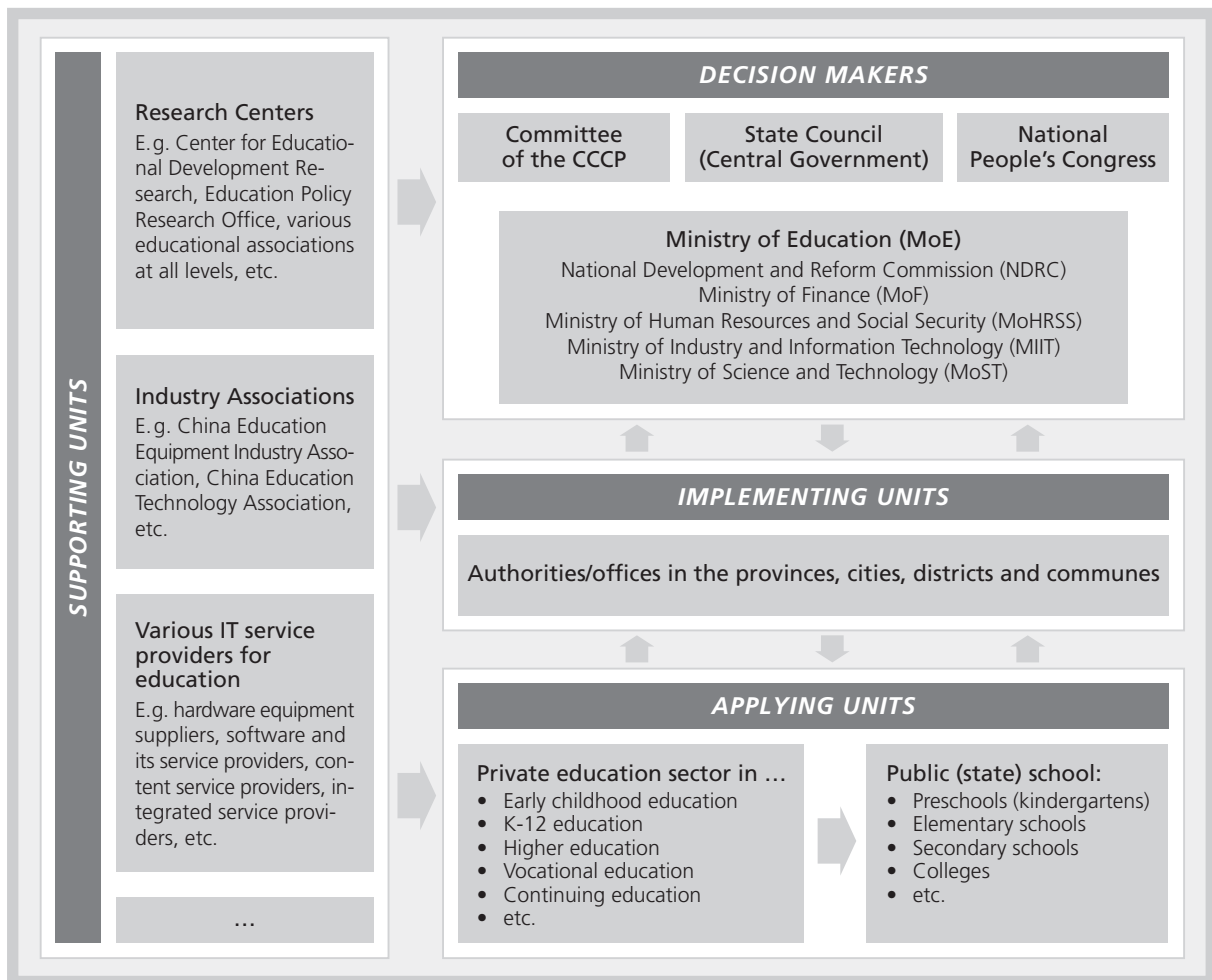 SUPPORTING UNITS
Research Centers
E.g. Center for Educatio-
nal Development Re-
search, Education Policy
Research Office, various
educational associations
at all levels, etc.
Industry Associations
E.g. China Education
Equipment Industry Asso-
ciation, China Education
Technology Association,
etc.
Various IT service
providers for
education
E.g. hardware equipment
suppliers, software and
its service providers, con-
tent service providers, in-
tegrated service provi-
ders, etc.
...
DECISION MAKERS
Committee
of the CCCP
State Council
(Central Government)
National
People’s Congress
Ministry of Education (MoE)
National Development and Reform Commission (NDRC)
Ministry of Finance (MoF)
Ministry of Human Resources and Social Security (MoHRSS)
Ministry of Industry and Information Technology (MIIT)
Ministry of Science and Technology (MoST)
IMPLEMENTING UNITS
Authorities/offices in the provinces, cities, districts and communes
APPLYING UNITS
Private education sector in ...
• Early childhood education
• K-12 education
• Higher education
• Vocational education
• Continuing education
• etc.
Public (state) school:
• Preschools (kindergartens)
• Elementary schools
• Secondary schools
• Colleges
• etc.